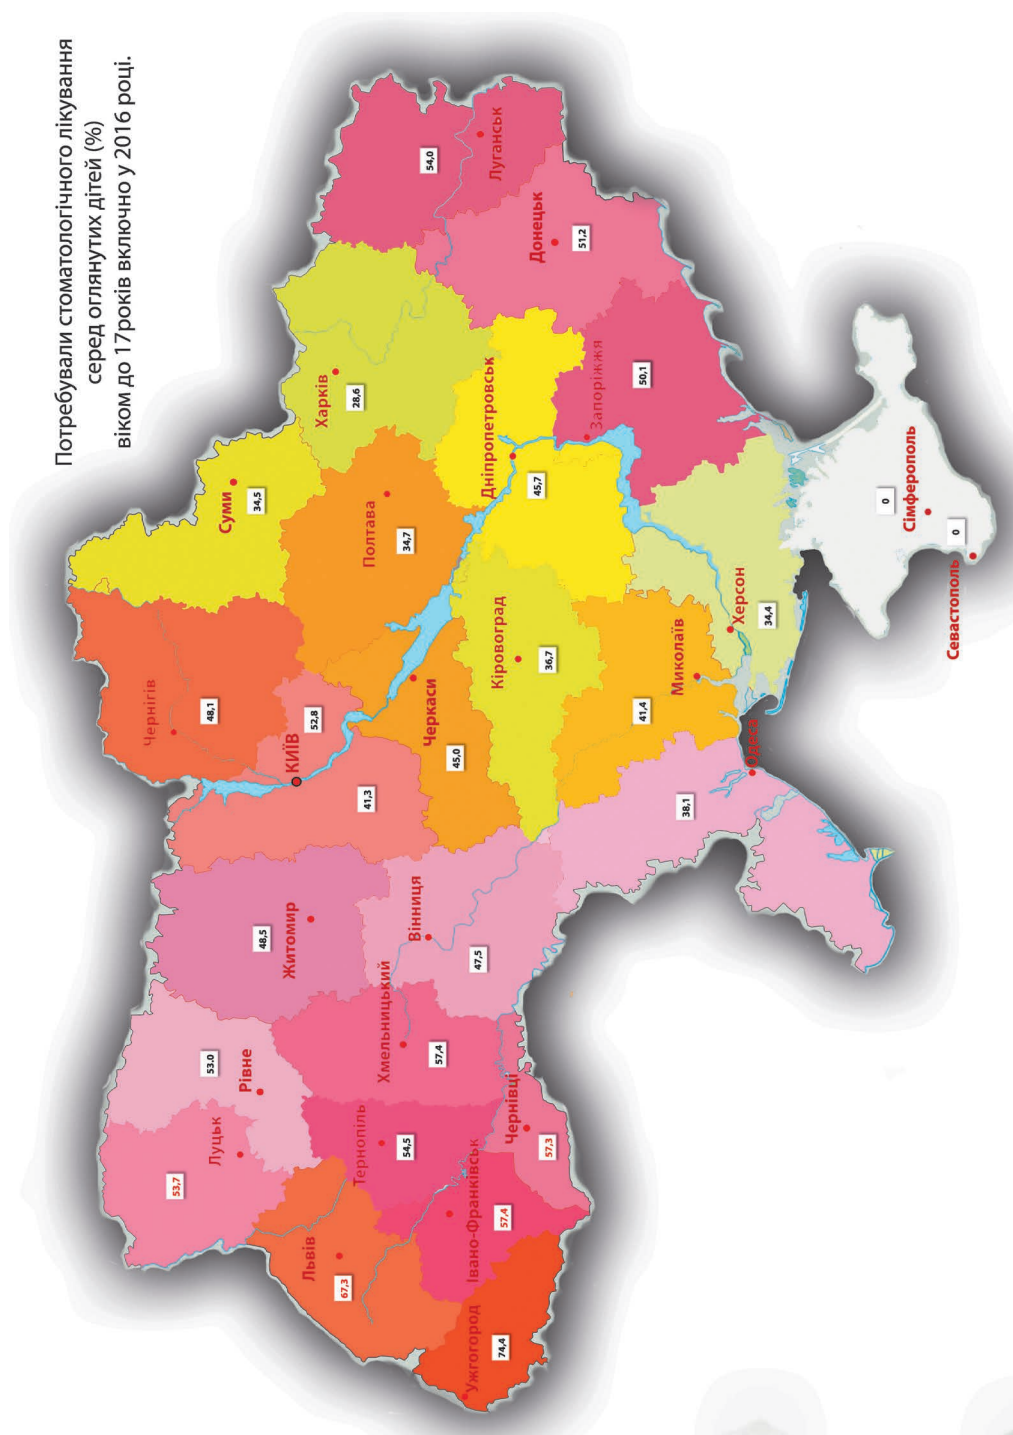 Потребували стоматологічного лікування
серед оглянутих дітей (%)
віком до 17років включно у 2016 році.
Чернігів
48,1
Суми
34,5
Луцьк
53,7
Рівне
53.0
Житомир
48,5
КИЇВ
52,8
41,3
Полтава
34,7
Харків
28,6
54,0
Луганськ
Львів
67,3
Тернопіль
54,5
Хмельницький
57,4
Вінниця
47,5
Черкаси
45,0
Кіровоград
36,7
Дніпропетровськ
45,7
Донецьк
51,2
Ужгогород
74,4
Івано-Франківськ
57,4
Чернівці
57,3
Запоріжжя
50,1
Миколаїв
41,4
Одеса
38,1
Херсон
34,4
0
Сімферополь
0
Севастополь